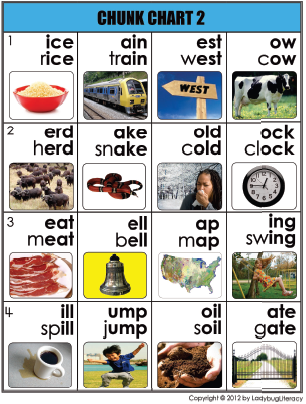 CHUNK CHART 2
1 ice ain est ow
rice train west cow
WEST
2 erd ake old ock
herd snake cold clock
3 eat ell ap ing
meat bell map swing
4 ill ump oil ate
spill jump soil gate
Copyright © 2012 by LadybugLiteracy